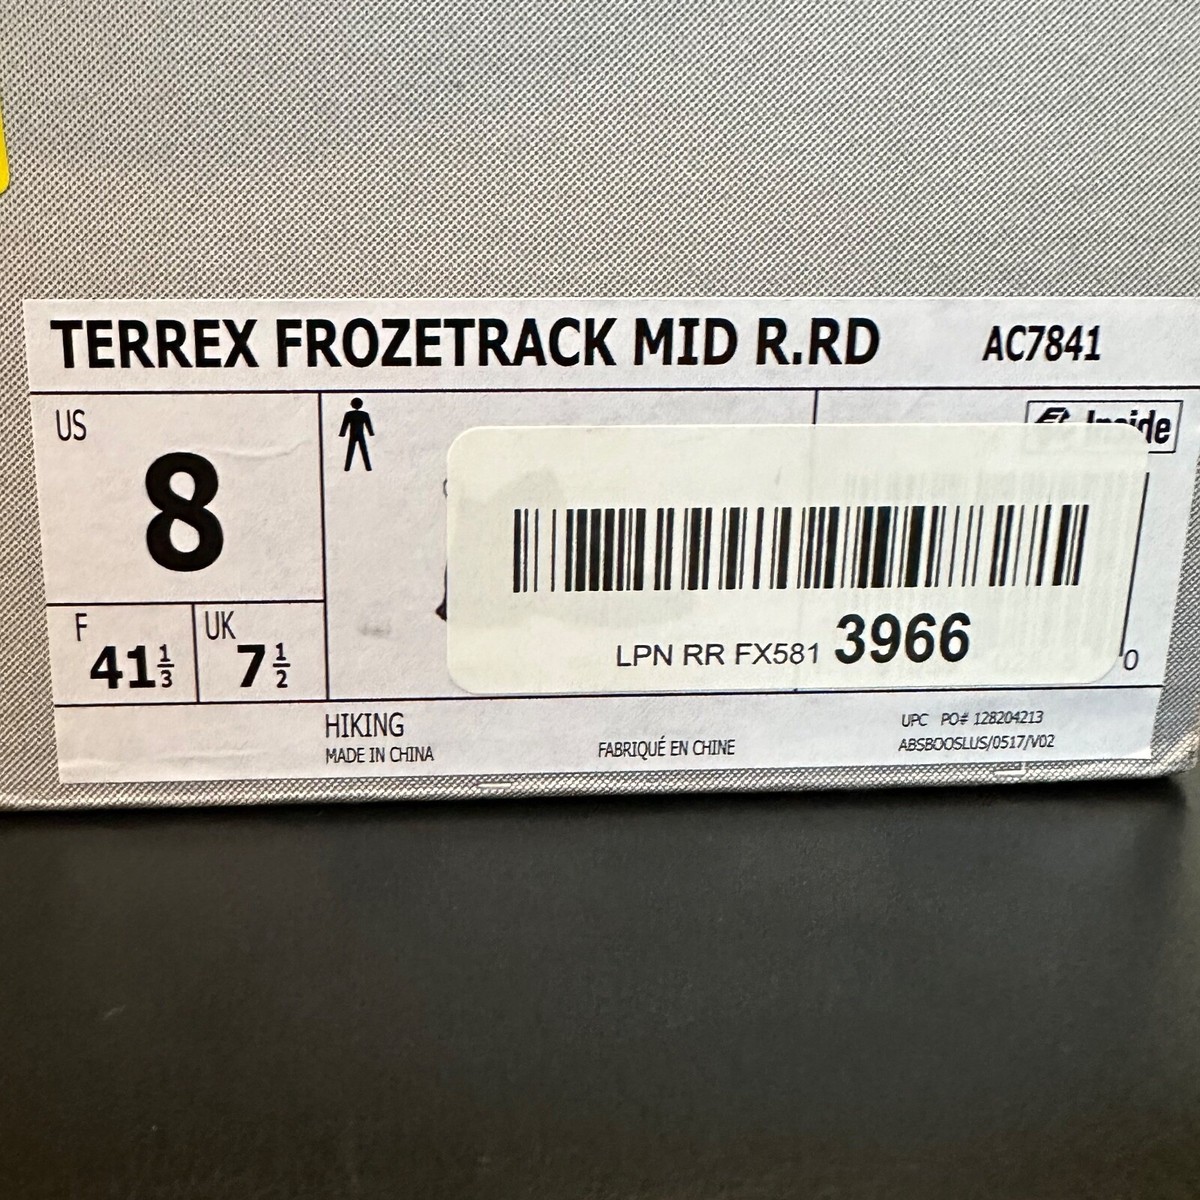 TERREX FROZETRACK MID R.RD AC7841
US
8
F 41⅓
UK 7½
Inside
LPN RR FX581 3966
0
HIKING
MADE IN CHINA
FABRIQUÉ EN CHINE
UPC PO# 128204213
ABSBOOSLUS/0517/V02